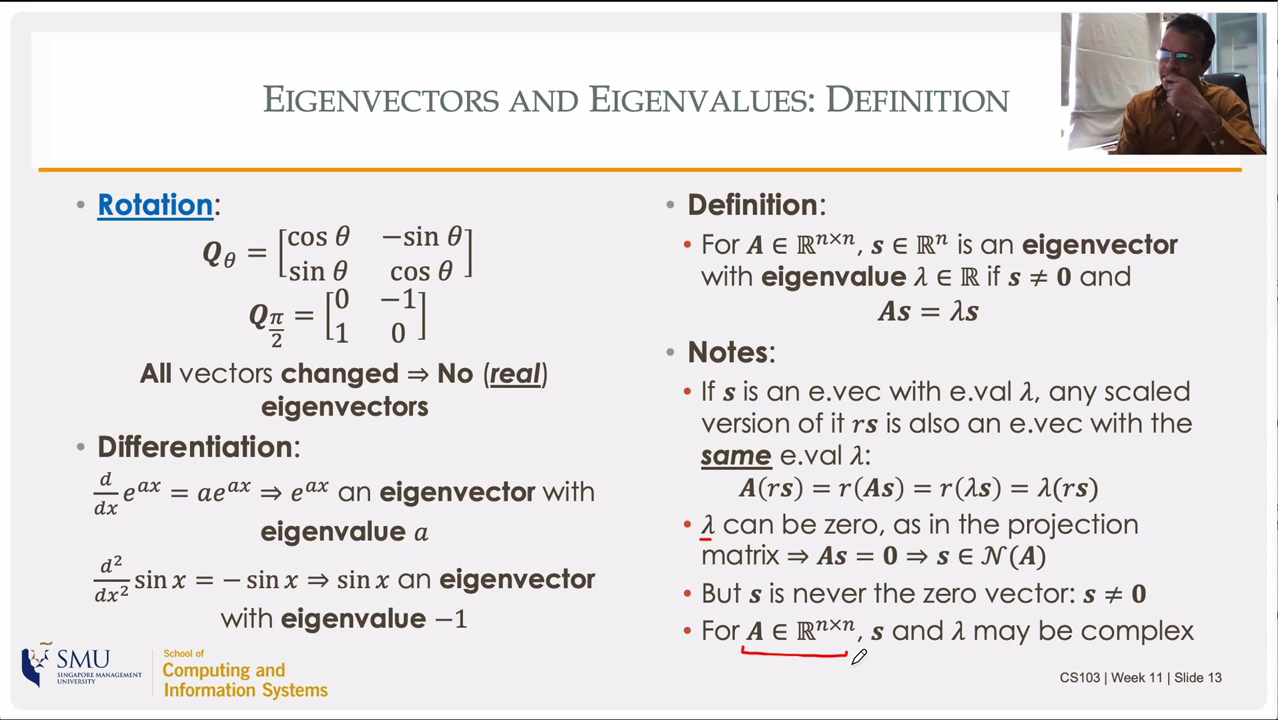 EIGENVECTORS AND EIGENVALUES: DEFINITION
• Rotation:
Q_θ = [cos θ −sin θ
sin θ cos θ]
Q_{π/2} = [0 −1
1 0]
All vectors changed ⇒ No (real)
eigenvectors
• Differentiation:
d/dx e^{ax} = ae^{ax} ⇒ e^{ax} an eigenvector with
eigenvalue a
d²/dx² sin x = − sin x ⇒ sin x an eigenvector
with eigenvalue −1
• Definition:
• For A ∈ ℝ^{n×n}, s ∈ ℝ^n is an eigenvector
with eigenvalue λ ∈ ℝ if s ≠ 0 and
As = λs
• Notes:
• If s is an e.vec with e.val λ, any scaled
version of it rs is also an e.vec with the
same e.val λ:
A(rs) = r(As) = r(λs) = λ(rs)
• λ can be zero, as in the projection
matrix ⇒ As = 0 ⇒ s ∈ 𝒩(A)
• But s is never the zero vector: s ≠ 0
• For A ∈ ℝ^{n×n}, s and λ may be complex
SMU
SINGAPORE MANAGEMENT
UNIVERSITY
School of
Computing and
Information Systems
CS103 | Week 11 | Slide 13